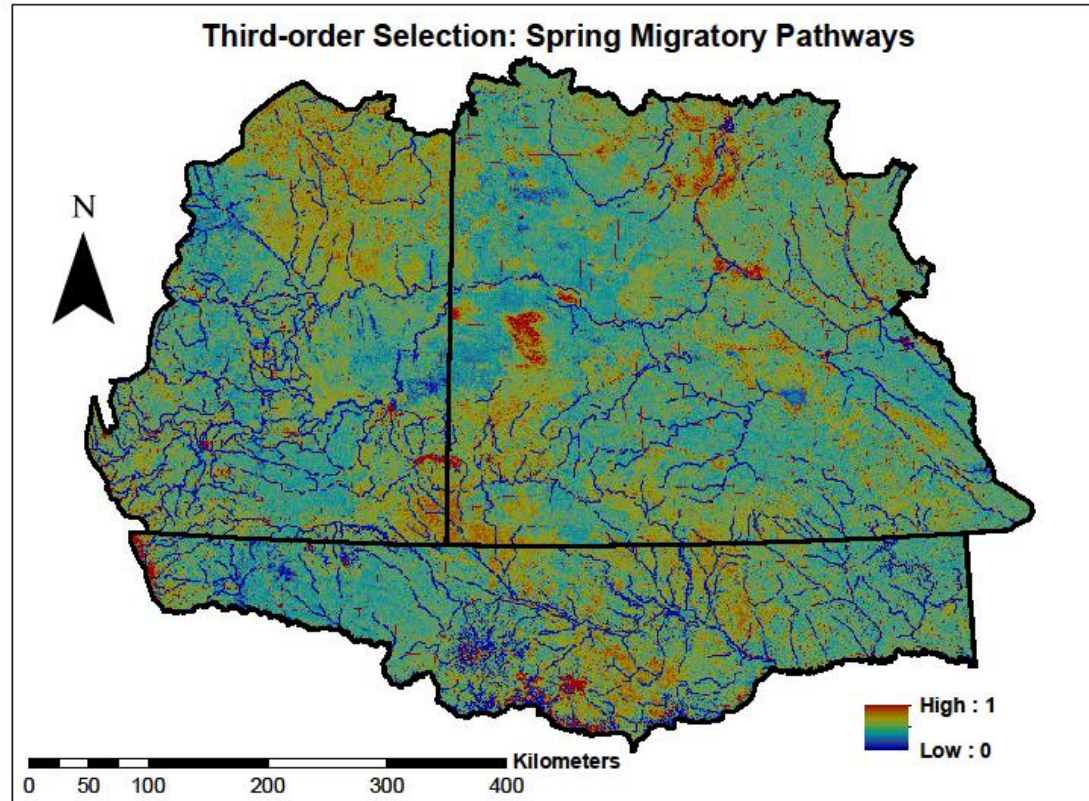 Third-order Selection: Spring Migratory Pathways
N
High : 1
Low : 0
Kilometers
0 50 100 200 300 400